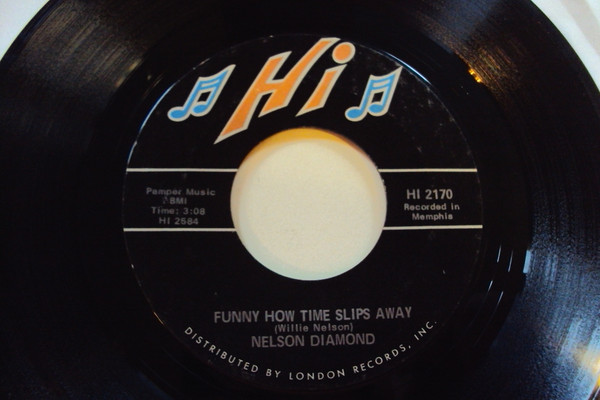 Hi
Pamper Music
BMI
Time: 3:08
HI 2584
HI 2170
Recorded in
Memphis
FUNNY HOW TIME SLIPS AWAY
(Willie Nelson)
NELSON DIAMOND
DISTRIBUTED BY LONDON RECORDS, INC.